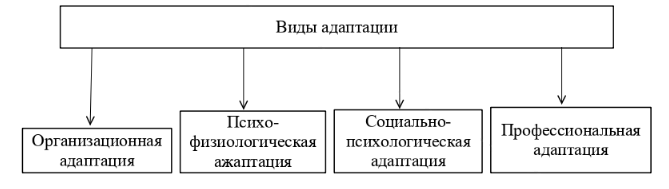 Виды адаптации
Организационная
адаптация
Психо-
физиологическая
ажаптация
Социально-
психологическая
адаптация
Профессиональная
адаптация